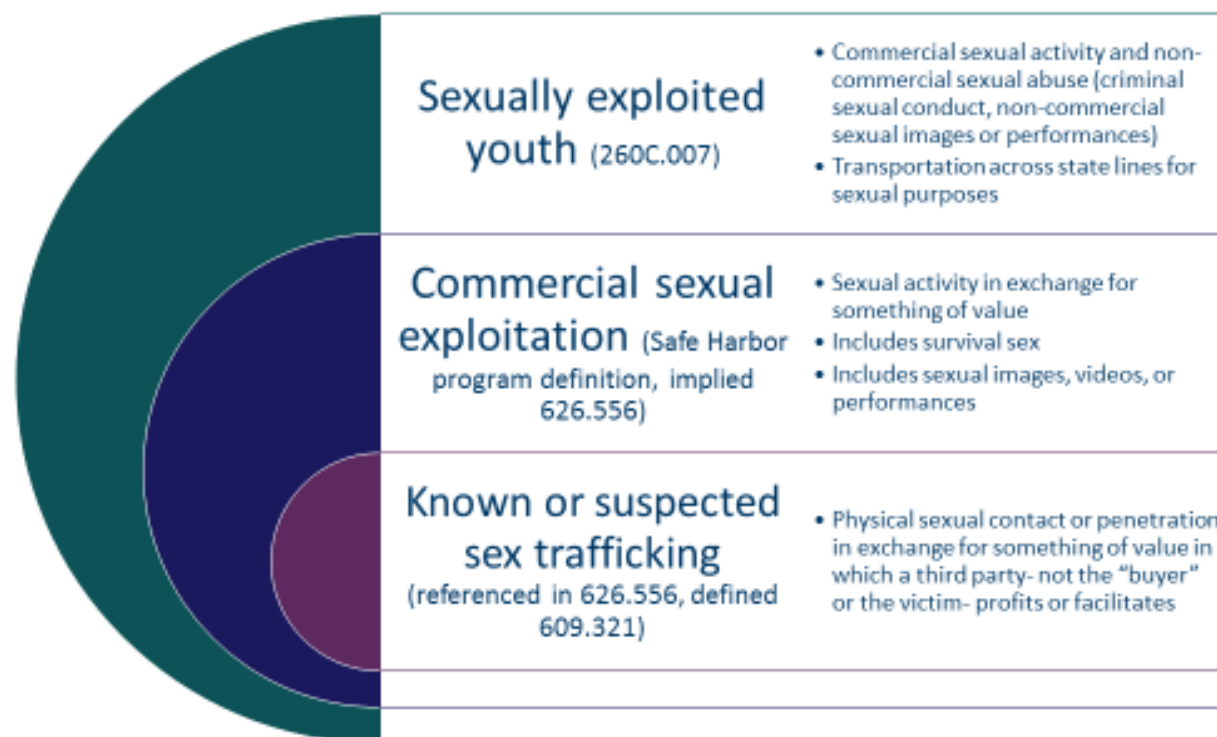 Sexually exploited
youth (260C.007)
• Commercial sexual activity and non-
commercial sexual abuse (criminal
sexual conduct, non-commercial
sexual images or performances)
• Transportation across state lines for
sexual purposes
Commercial sexual
exploitation (Safe Harbor
program definition, implied
626.556)
• Sexual activity in exchange for
something of value
• Includes survival sex
• Includes sexual images, videos, or
performances
Known or suspected
sex trafficking
(referenced in 626.556, defined
609.321)
• Physical sexual contact or penetration
in exchange for something of value in
which a third party- not the “buyer”
or the victim- profits or facilitates